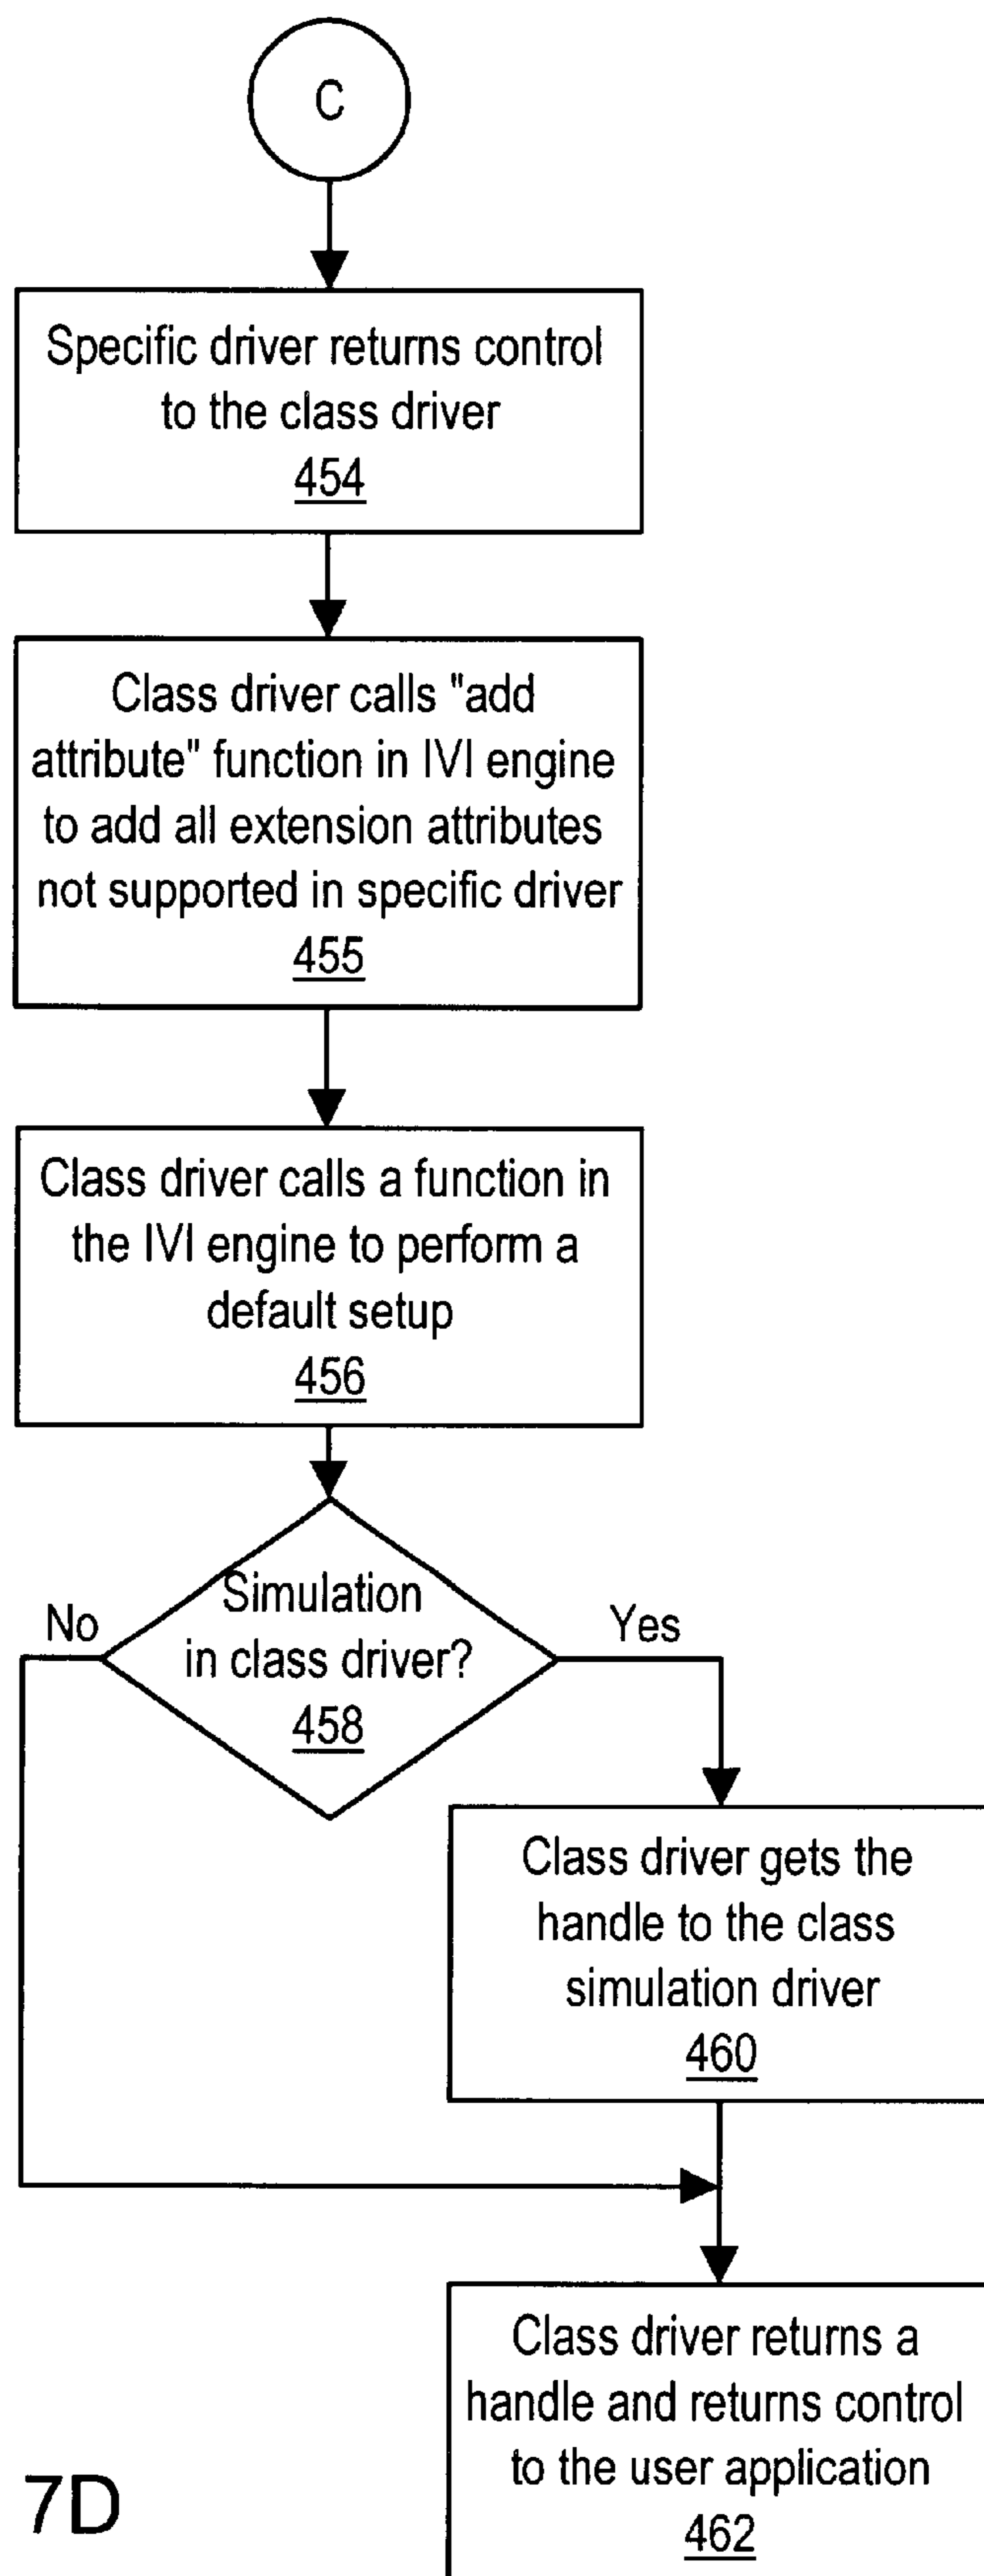 C
Specific driver returns control
to the class driver
454
Class driver calls "add
attribute" function in IVI engine
to add all extension attributes
not supported in specific driver
455
Class driver calls a function in
the IVI engine to perform a
default setup
456
Simulation
in class driver?
458
No
Yes
Class driver gets the
handle to the class
simulation driver
460
Class driver returns a
handle and returns control
to the user application
462
7D